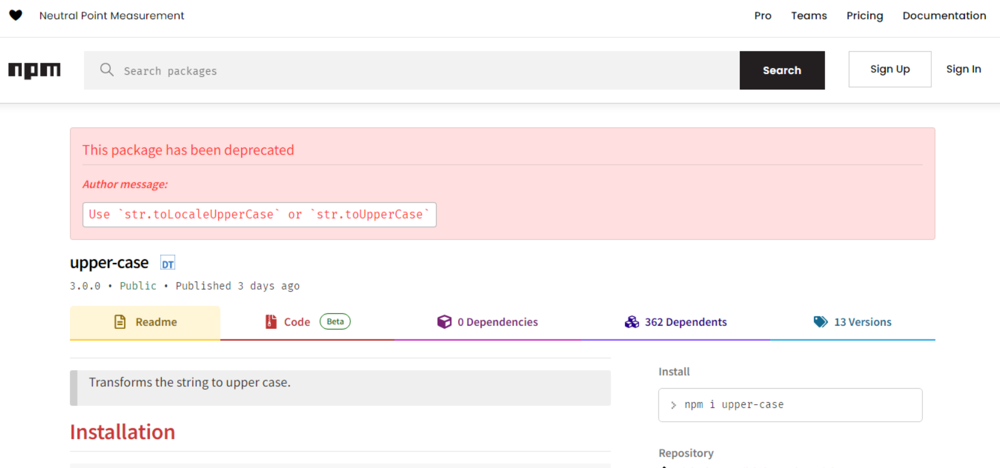 Neutral Point Measurement
Pro Teams Pricing Documentation
npm
Search packages
Search
Sign Up
Sign In
This package has been deprecated
Author message:
Use `str.toLocaleUpperCase` or `str.toUpperCase`
upper-case DT
3.0.0 • Public • Published 3 days ago
Readme
Code Beta
0 Dependencies
362 Dependents
13 Versions
Transforms the string to upper case.
Install
> npm i upper-case
Installation
Repository